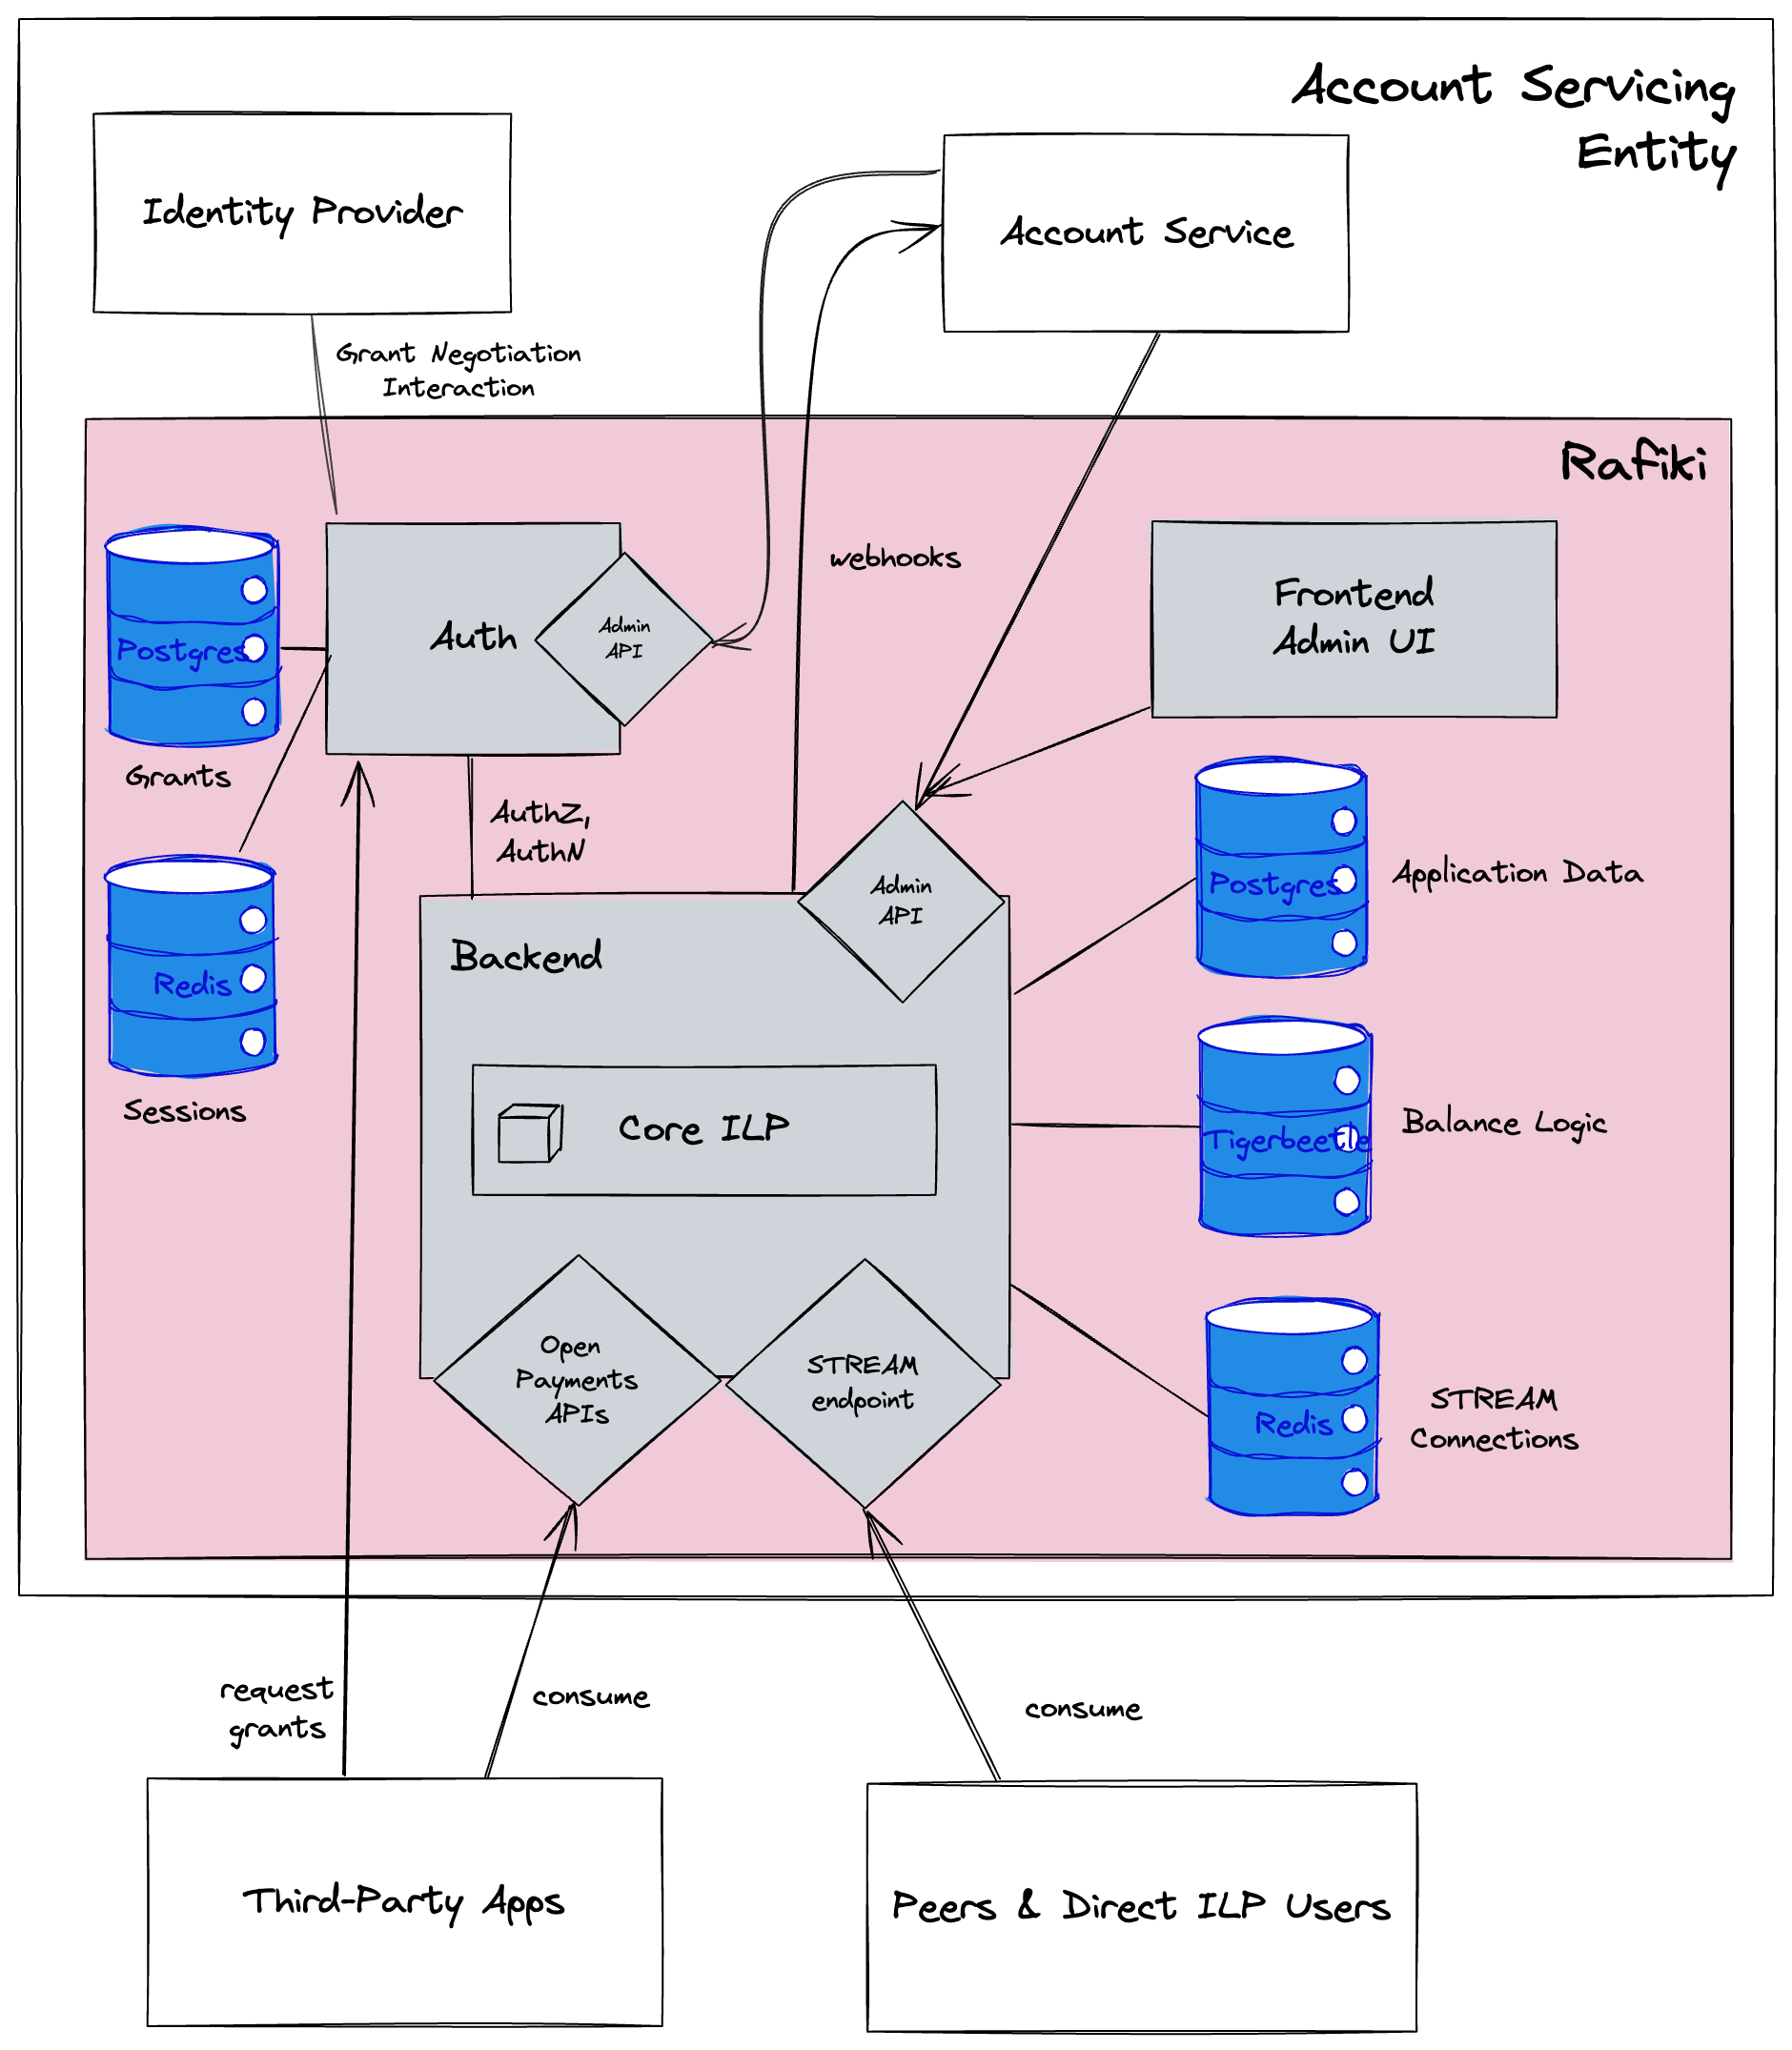 Account Servicing
Entity
Identity Provider
Account Service
Grant Negotiation
Interaction
Rafiki
webhooks
Auth
Admin
API
Frontend
Admin UI
Postgres
Grants
AuthZ,
AuthN
Admin
API
Postgres
Application Data
Backend
Redis
Sessions
Core ILP
Tigerbeetle
Balance Logic
Open
Payments
APIs
STREAM
endpoint
Redis
STREAM
Connections
request
grants
consume
consume
Third-Party Apps
Peers & Direct ILP Users